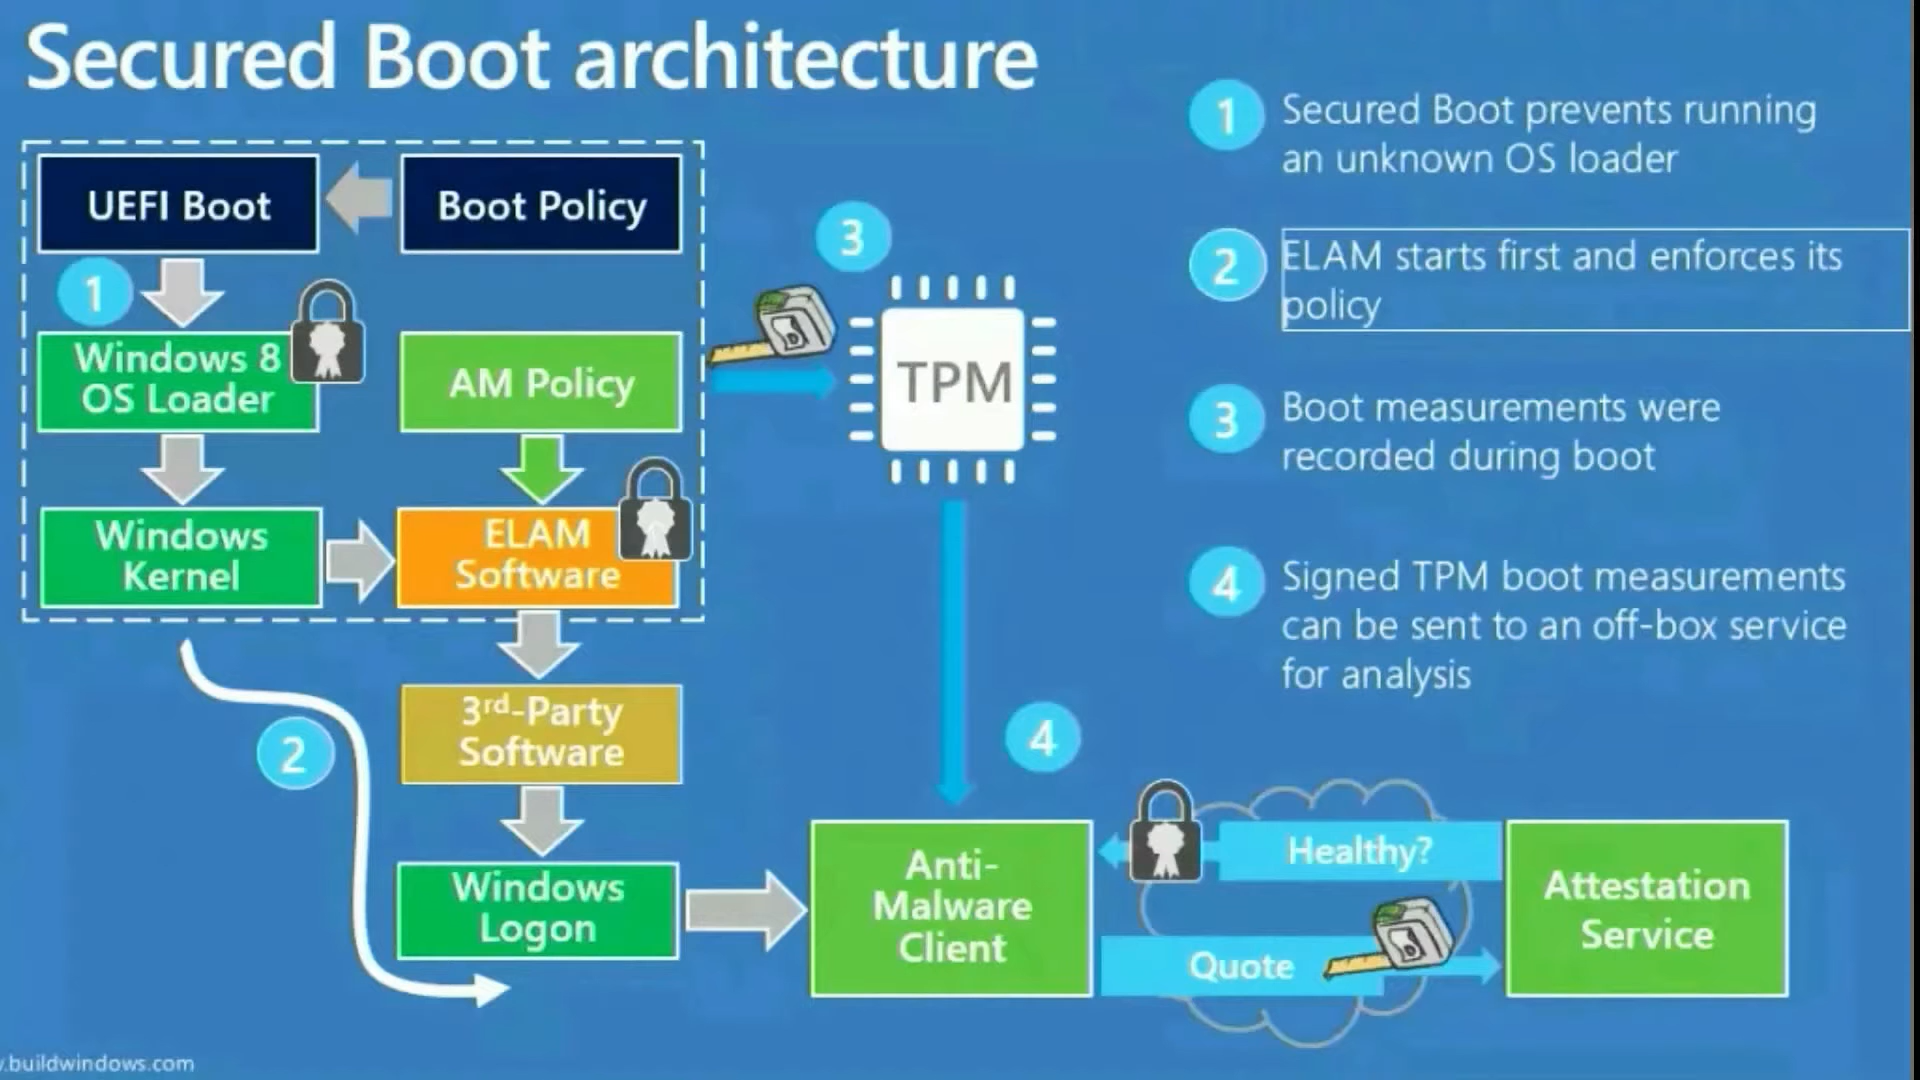 Secured Boot architecture
UEFI Boot
Boot Policy
1
Windows 8
OS Loader
AM Policy
Windows
Kernel
ELAM
Software
2
3rd-Party
Software
Windows
Logon
3
TPM
4
Anti-
Malware
Client
Healthy?
Quote
Attestation
Service
1
Secured Boot prevents running
an unknown OS loader
2
ELAM starts first and enforces its
policy
3
Boot measurements were
recorded during boot
4
Signed TPM boot measurements
can be sent to an off-box service
for analysis
.buildwindows.com